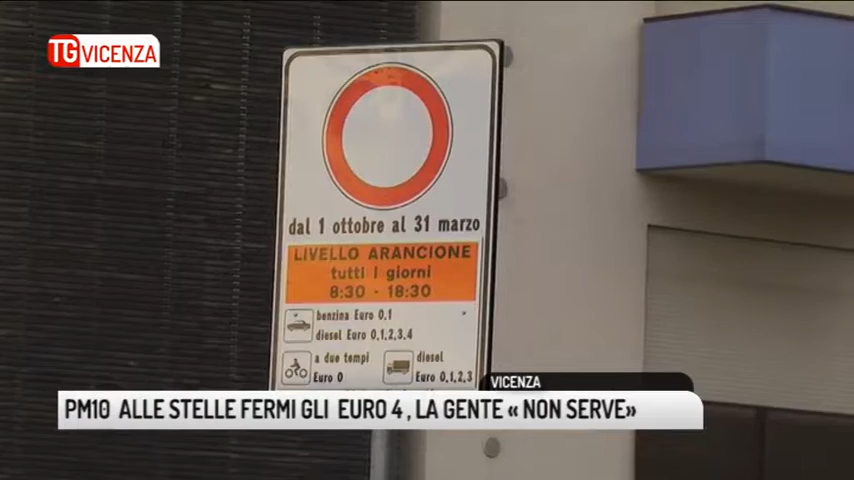 TG VICENZA
dal 1 ottobre al 31 marzo
LIVELLO ARANCIONE
tutti i giorni
8:30 - 18:30
benzina Euro 0,1
diesel Euro 0,1,2,3,4
a due tempi
Euro 0
diesel
Euro 0,1,2,3
VICENZA
PM10 ALLE STELLE FERMI GLI EURO 4, LA GENTE « NON SERVE»